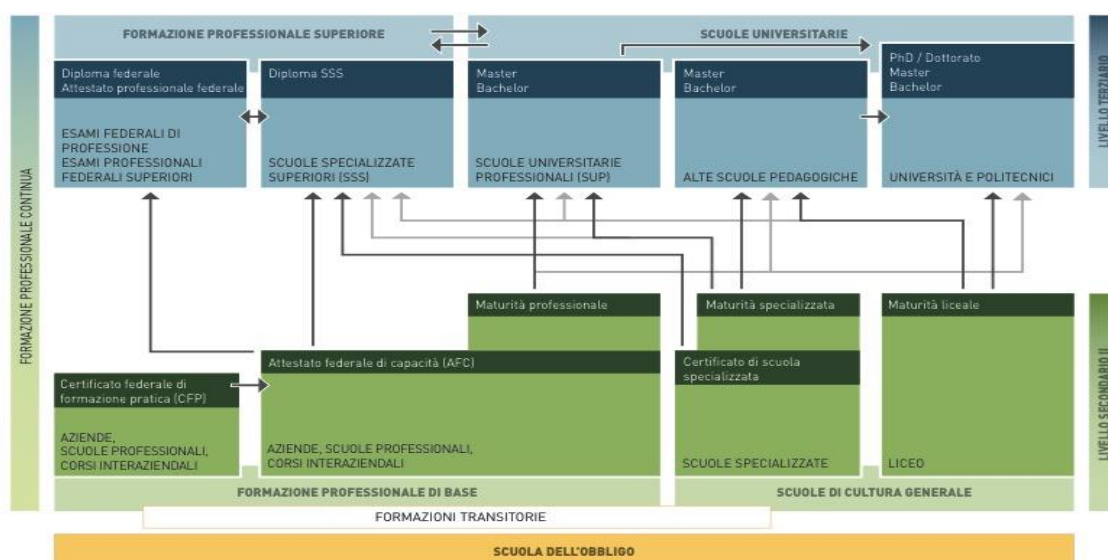 FORMAZIONE PROFESSIONALE SUPERIORE
SCUOLE UNIVERSITARIE
Diploma federale
Attestato professionale federale
ESAMI FEDERALI DI
PROFESSIONE
ESAMI PROFESSIONALI
FEDERALI SUPERIORI
Diploma SSS
SCUOLE SPECIALIZZATE
SUPERIORI (SSS)
Master
Bachelor
SCUOLE UNIVERSITARIE
PROFESSIONALI (SUP)
Master
Bachelor
ALTE SCUOLE PEDAGOGICHE
PhD / Dottorato
Master
Bachelor
UNIVERSITÀ E POLITECNICI
LIVELLO TERZIARIO
FORMAZIONE PROFESSIONALE CONTINUA
Maturità professionale
Maturità specializzata
Maturità liceale
Attestato federale di capacità (AFC)
Certificato di scuola
specializzata
Certificato federale di
formazione pratica (CFP)
AZIENDE,
SCUOLE PROFESSIONALI,
CORSI INTERAZIENDALI
AZIENDE, SCUOLE PROFESSIONALI,
CORSI INTERAZIENDALI
SCUOLE SPECIALIZZATE
LICEO
LIVELLO SECONDARIO II
FORMAZIONE PROFESSIONALE DI BASE
SCUOLE DI CULTURA GENERALE
FORMAZIONI TRANSITORIE
SCUOLA DELL'OBBLIGO